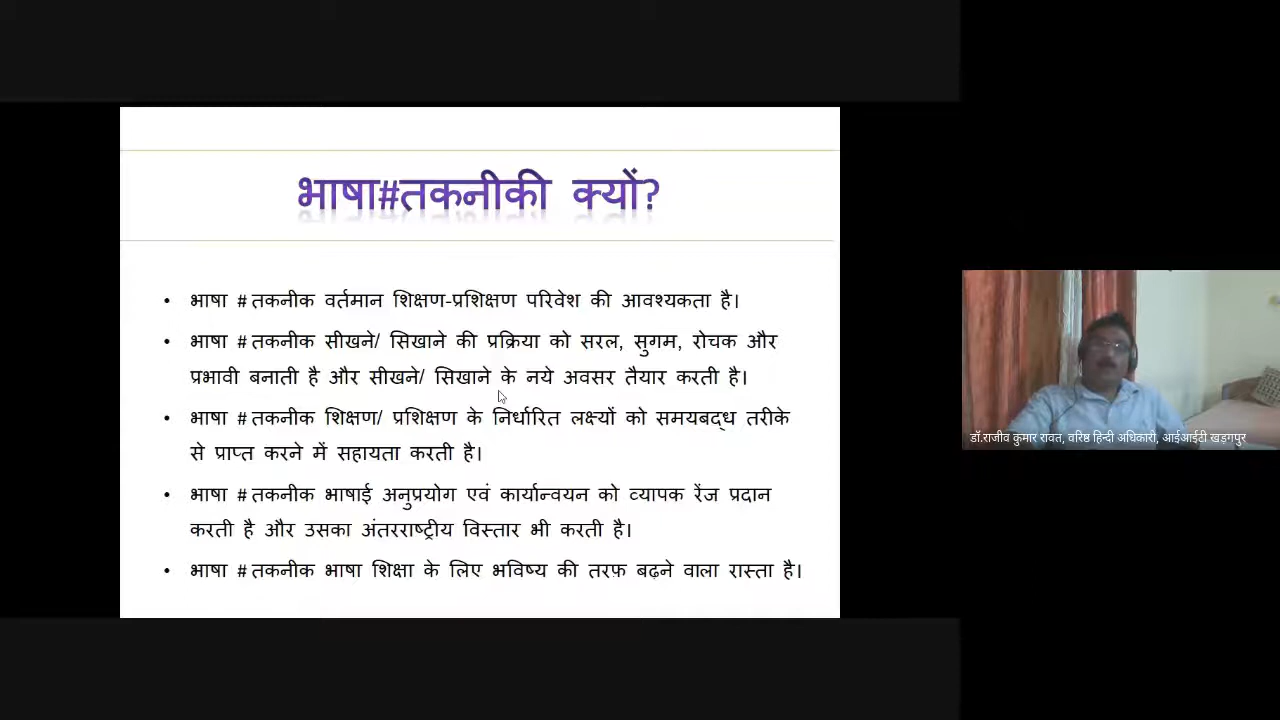 भाषा#तकनीकी क्यों?
• भाषा # तकनीक वर्तमान शिक्षण-प्रशिक्षण परिवेश की आवश्यकता है।
• भाषा # तकनीक सीखने/ सिखाने की प्रक्रिया को सरल, सुगम, रोचक और
प्रभावी बनाती है और सीखने/ सिखाने के नये अवसर तैयार करती है।
• भाषा # तकनीक शिक्षण/ प्रशिक्षण के निर्धारित लक्ष्यों को समयबद्ध तरीके
से प्राप्त करने में सहायता करती है।
• भाषा # तकनीक भाषाई अनुप्रयोग एवं कार्यान्वयन को व्यापक रेंज प्रदान
करती है और उसका अंतरराष्ट्रीय विस्तार भी करती है।
• भाषा # तकनीक भाषा शिक्षा के लिए भविष्य की तरफ़ बढ़ने वाला रास्ता है।
डॉ.राजीव कुमार रावत, वरिष्ठ हिन्दी अधिकारी, आईआईटी खड़गपुर